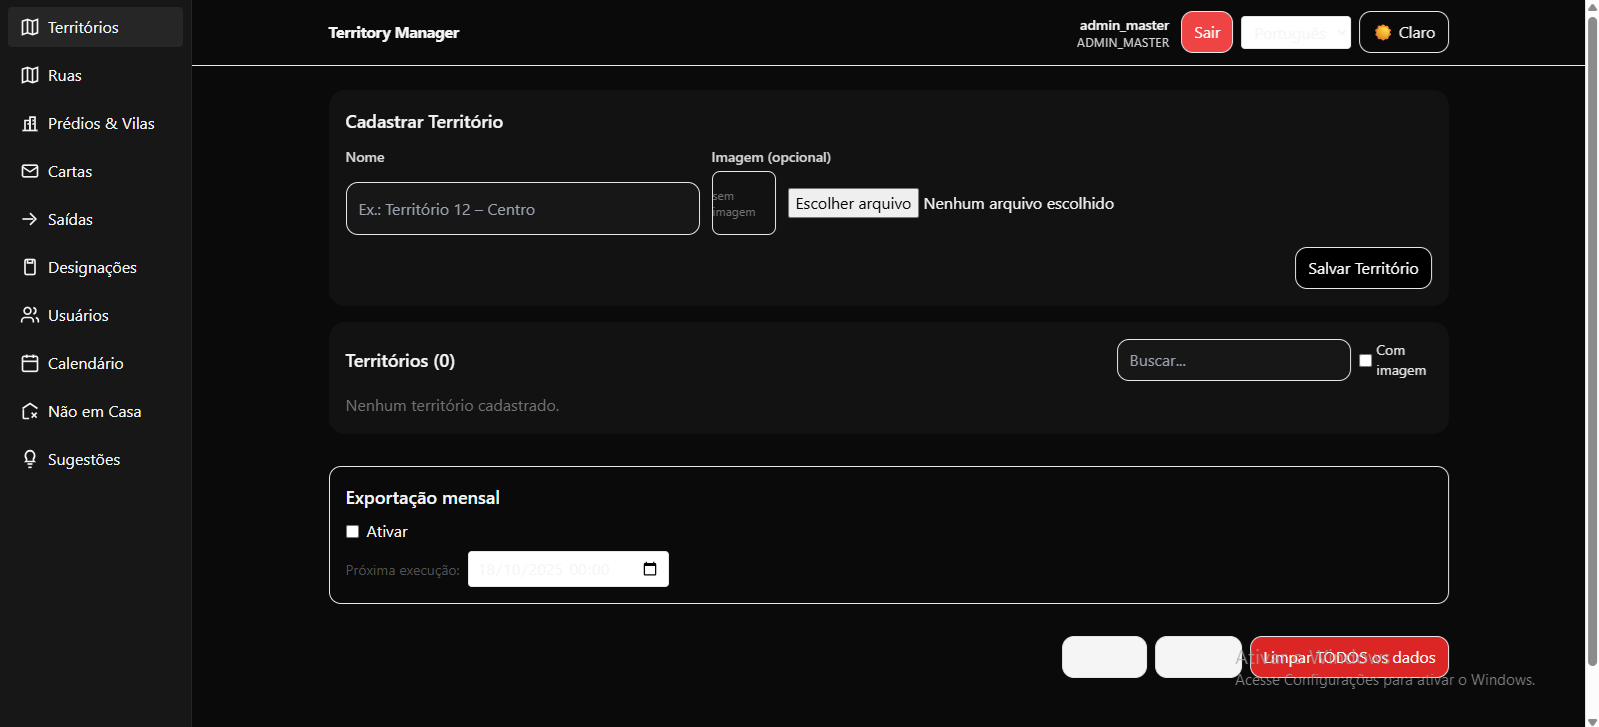 Territórios
Ruas
Prédios & Vilas
Cartas
Saídas
Designações
Usuários
Calendário
Não em Casa
Sugestões
Territory Manager
admin_master
ADMIN_MASTER
Sair
Português
Claro
Cadastrar Território
Nome
Imagem (opcional)
Ex.: Território 12 – Centro
sem
imagem
Escolher arquivo
Nenhum arquivo escolhido
Salvar Território
Territórios (0)
Buscar...
Com
imagem
Nenhum território cadastrado.
Exportação mensal
Ativar
Próxima execução:
18/10/2025 00:00
Limpar TODOS os dados
Ativar o Windows
Acesse Configurações para ativar o Windows.